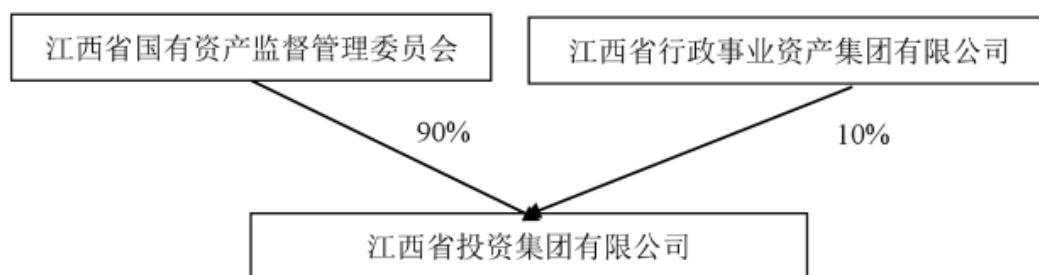 江西省国有资产监督管理委员会
江西省行政事业资产集团有限公司
90%
10%
江西省投资集团有限公司